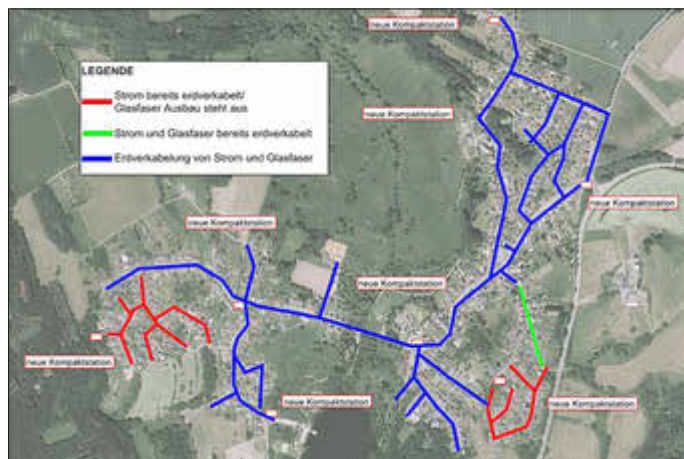 neue Kompaktstation
LEGENDE
Strom bereits erdverkabelt/
Glasfaser Ausbau steht aus
Strom und Glasfaser bereits erdverkabelt
Erdverkabelung von Strom und Glasfaser
neue Kompaktstation
neue Kompaktstation
neue Kompaktstation
neue Kompaktstation
neue Kompaktstation
neue Kompaktstation
neue Kompaktstation